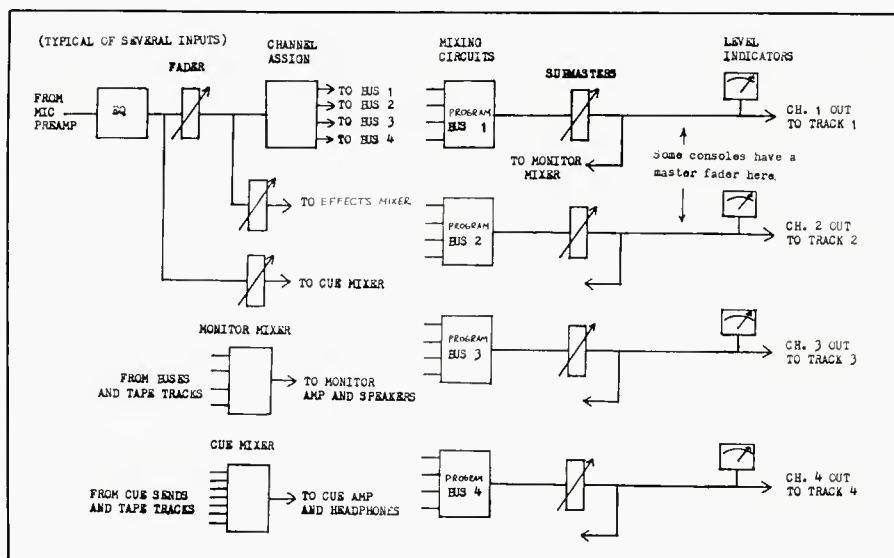 (TYPICAL OF SEVERAL INPUTS)
FADER
CHANNEL
ASSIGN
FROM
MIC
PREAMP
EQ
TO BUS 1
TO BUS 2
TO BUS 3
TO BUS 4
TO EFFECTS MIXER
TO CUE MIXER
MONITOR MIXER
FROM BUSES
AND TAPE TRACKS
TO MONITOR
AMP AND SPEAKERS
CUE MIXER
FROM CUE SENDS
AND TAPE TRACKS
TO CUE AMP
AND HEADPHONES
MIXING
CIRCUITS
SUBMASTERS
LEVEL
INDICATORS
PROGRAM
BUS 1
TO MONITOR
MIXER
Some consoles have a
master fader here.
CH. 1 OUT
TO TRACK 1
PROGRAM
BUS 2
CH. 2 OUT
TO TRACK 2
PROGRAM
BUS 3
CH. 3 OUT
TO TRACK 3
PROGRAM
BUS 4
CH. 4 OUT
TO TRACK 4